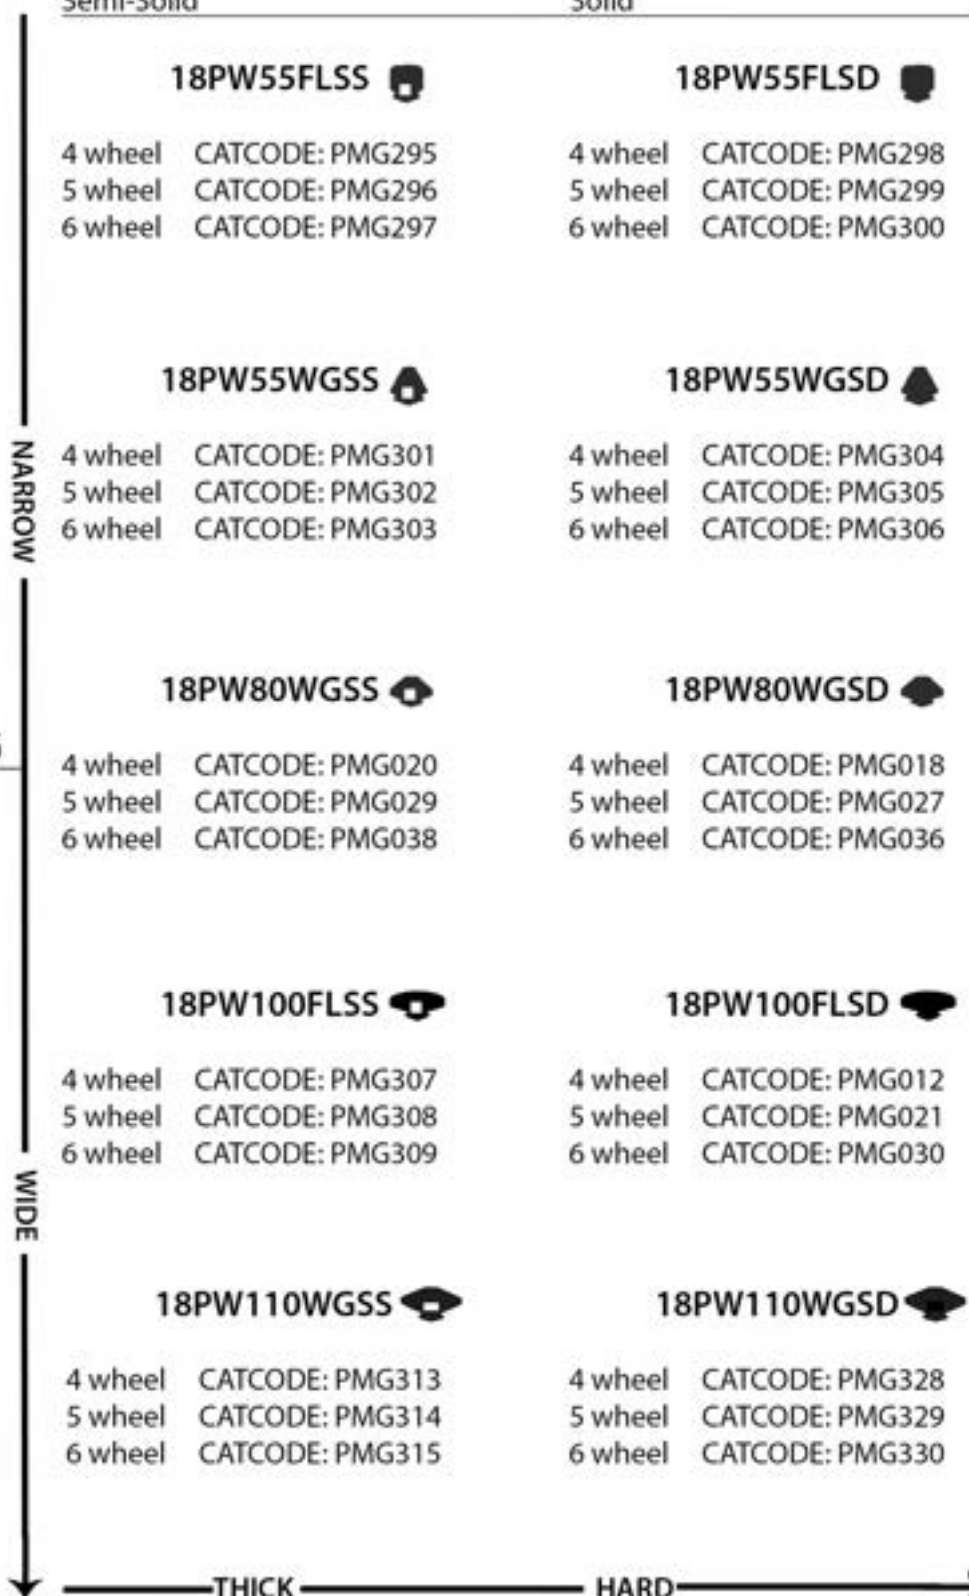 Semi-Solid Solid
18PW55FLSS 18PW55FLSD
4 wheel CATCODE: PMG295 4 wheel CATCODE: PMG298
5 wheel CATCODE: PMG296 5 wheel CATCODE: PMG299
6 wheel CATCODE: PMG297 6 wheel CATCODE: PMG300
18PW55WGSS 18PW55WGSD
NARROW
4 wheel CATCODE: PMG301 4 wheel CATCODE: PMG304
5 wheel CATCODE: PMG302 5 wheel CATCODE: PMG305
6 wheel CATCODE: PMG303 6 wheel CATCODE: PMG306
18PW80WGSS 18PW80WGSD
4 wheel CATCODE: PMG020 4 wheel CATCODE: PMG018
5 wheel CATCODE: PMG029 5 wheel CATCODE: PMG027
6 wheel CATCODE: PMG038 6 wheel CATCODE: PMG036
18PW100FLSS 18PW100FLSD
4 wheel CATCODE: PMG307 4 wheel CATCODE: PMG012
5 wheel CATCODE: PMG308 5 wheel CATCODE: PMG021
6 wheel CATCODE: PMG309 6 wheel CATCODE: PMG030
WIDE
18PW110WGSS 18PW110WGSD
4 wheel CATCODE: PMG313 4 wheel CATCODE: PMG328
5 wheel CATCODE: PMG314 5 wheel CATCODE: PMG329
6 wheel CATCODE: PMG315 6 wheel CATCODE: PMG330
THICK HARD